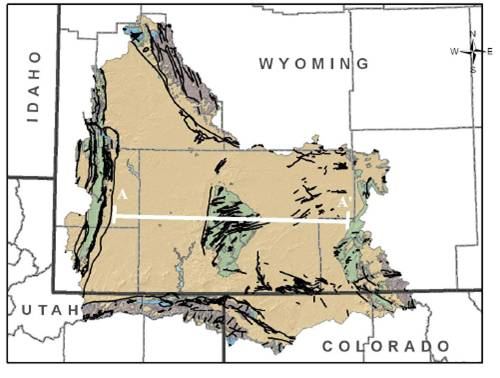 N
W E
S
WYOMING
IDAHO
A A'
UTAH
COLORADO